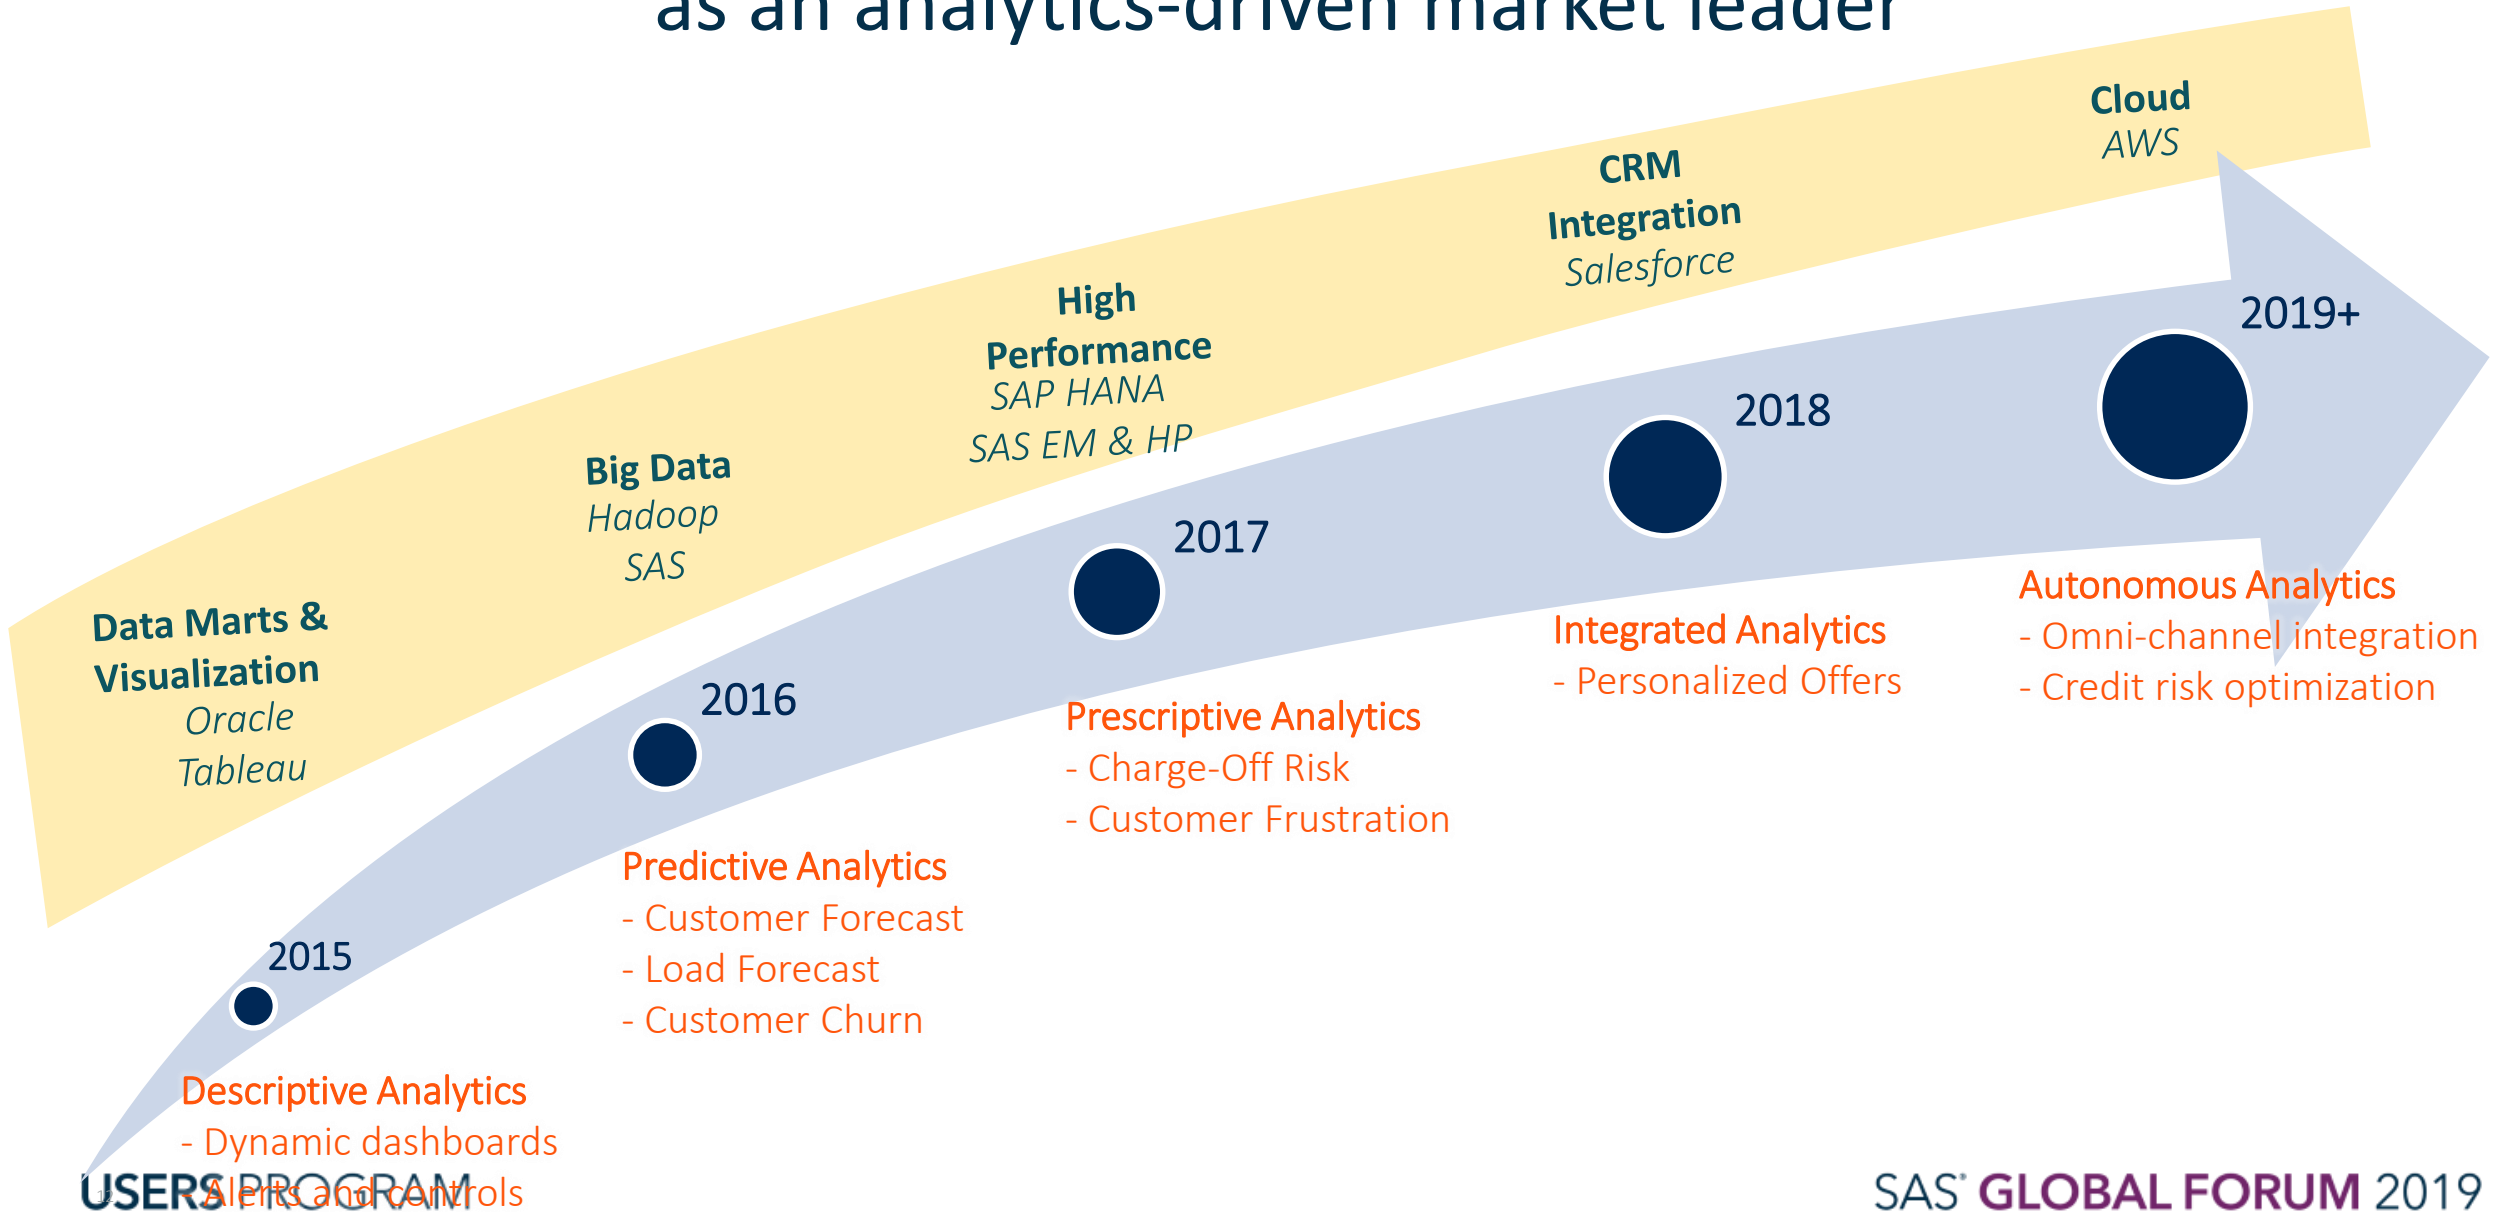 as an analytics-driven market leader
Cloud
AWS
CRM
Integration
Salesforce
High
Performance
SAP HANA
SAS EM & HP
Big Data
Hadoop
SAS
Data Marts &
Visualization
Oracle
Tableau
2019+
2018
2017
2016
2015
Autonomous Analytics
- Omni-channel integration
- Credit risk optimization
Integrated Analytics
- Personalized Offers
Prescriptive Analytics
- Charge-Off Risk
- Customer Frustration
Predictive Analytics
- Customer Forecast
- Load Forecast
- Customer Churn
Descriptive Analytics
- Dynamic dashboards
- Alerts and controls
12
USERS PROGRAM
SAS® GLOBAL FORUM 2019